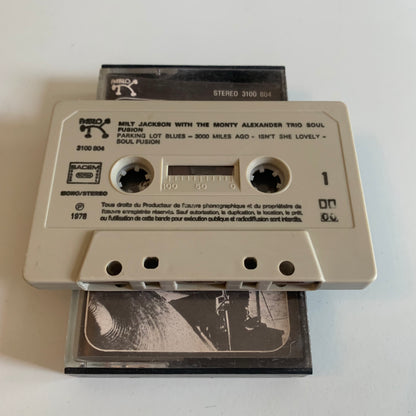 STEREO 3100 804
PABLO
MILT JACKSON WITH THE MONTY ALEXANDER TRIO SOUL
FUSION
PARKING LOT BLUES - 3000 MILES AGO - ISN'T SHE LOVELY -
SOUL FUSION
3100 804
SACEM
MONO/STEREO
100 50 0
1
Ⓟ
1978
Tous droits du Producteur de l'œuvre phonographique et du propriétaire de
l'œuvre enregistrée réservés. Sauf autorisation, la duplication, la location, le prêt,
ou l'utilisation de cette bande pour exécution publique et radiodiffusion sont interdits.